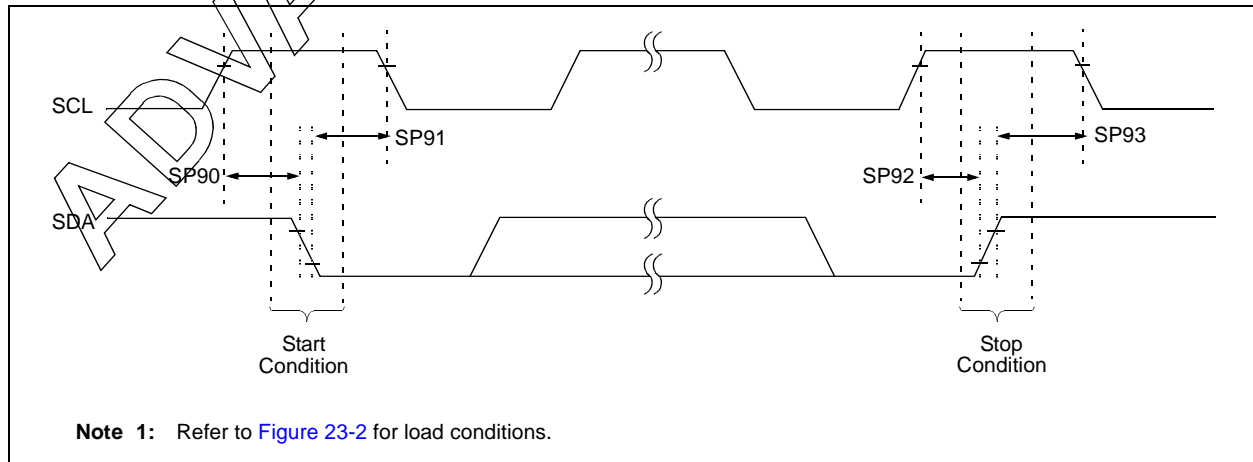 ADVA
SCL
SP91
SP93
SP90
SP92
SDA
Start
Condition
Stop
Condition
Note 1: Refer to Figure 23-2 for load conditions.